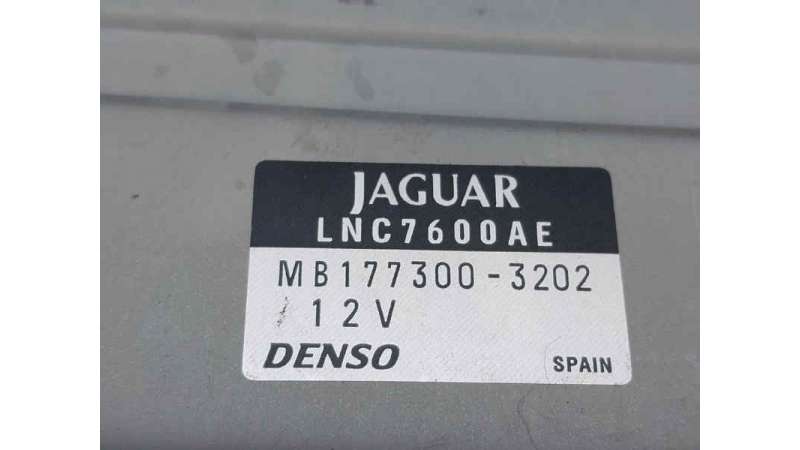 JAGUAR
LNC7600AE
MB177300-3202
12V
DENSO SPAIN